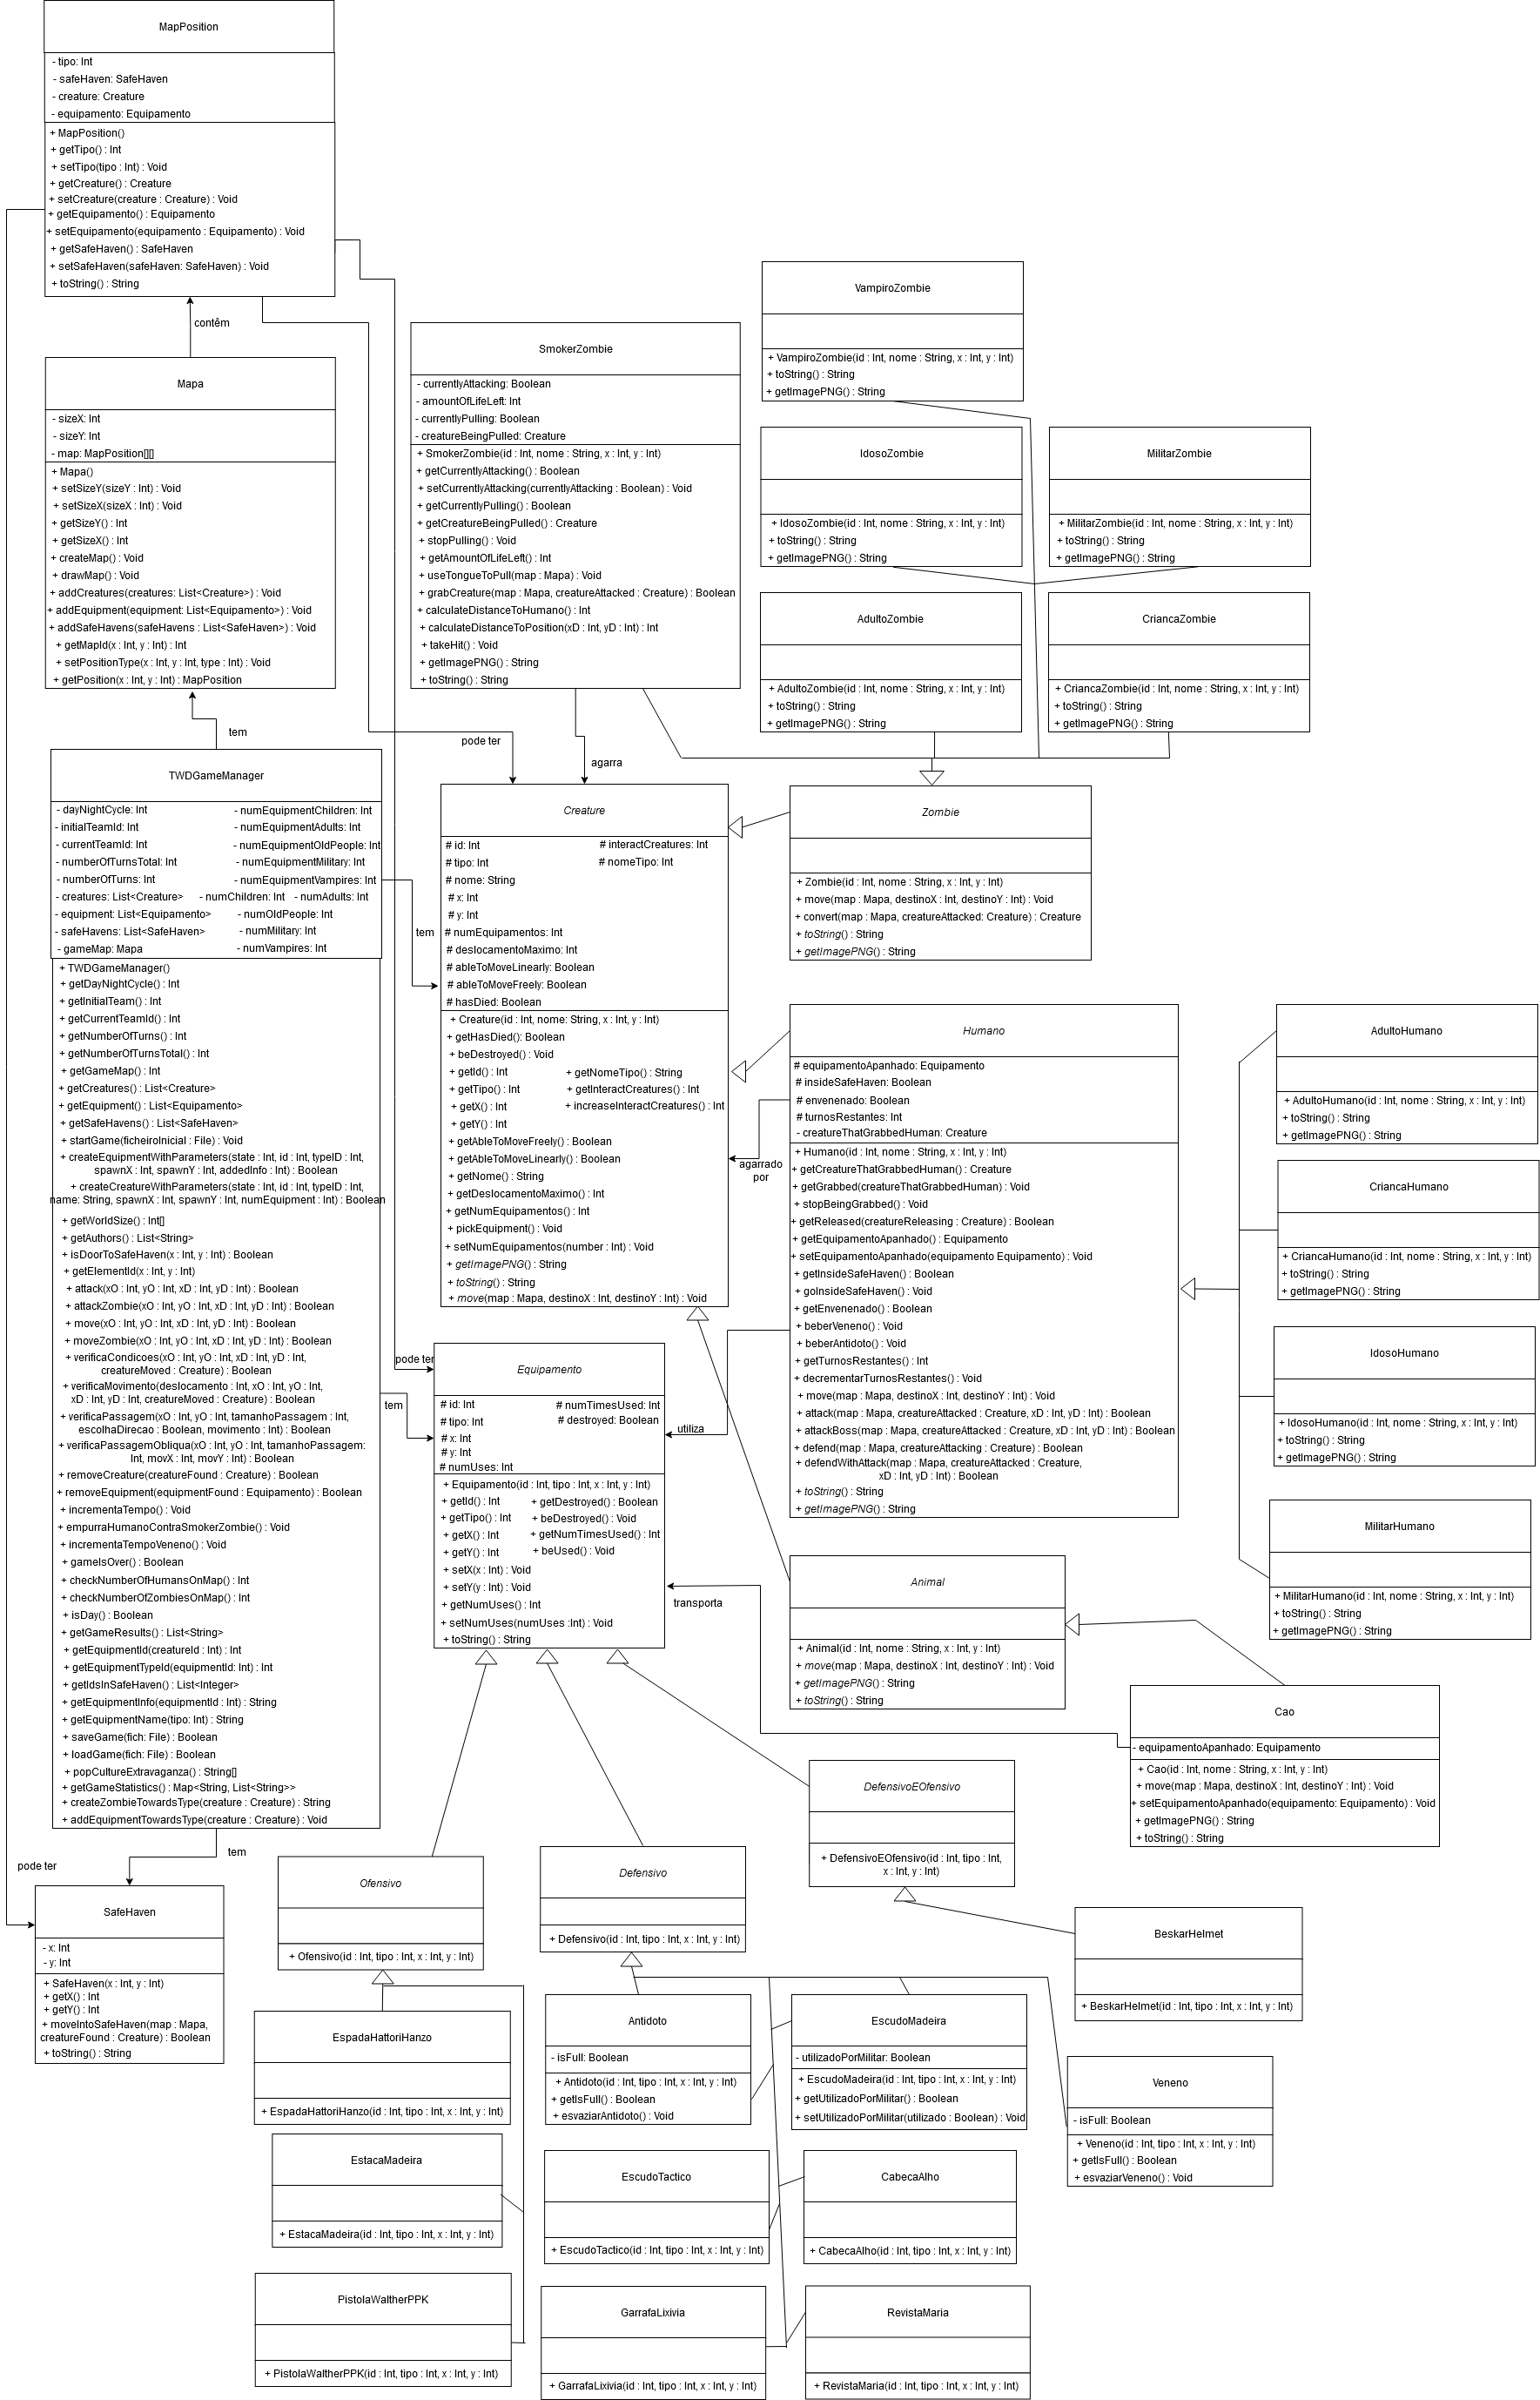 MapPosition
- tipo: Int
- safeHaven: SafeHaven
- creature: Creature
- equipamento: Equipamento
+ MapPosition()
+ getTipo() : Int
+ setTipo(tipo : Int) : Void
+ getCreature() : Creature
+ setCreature(creature : Creature) : Void
+ getEquipamento() : Equipamento
+ setEquipamento(equipamento : Equipamento) : Void
+ getSafeHaven() : SafeHaven
+ setSafeHaven(safeHaven: SafeHaven) : Void
+ toString() : String
contêm
Mapa
- sizeX: Int
- sizeY: Int
- map: MapPosition[][]
+ Mapa()
+ setSizeY(sizeY : Int) : Void
+ setSizeX(sizeX : Int) : Void
+ getSizeY() : Int
+ getSizeX() : Int
+ createMap() : Void
+ drawMap() : Void
+ addCreatures(creatures: List<Creature>) : Void
+ addEquipment(equipment: List<Equipamento>) : Void
+ addSafeHavens(safeHavens : List<SafeHaven>) : Void
+ getMapId(x : Int, y : Int) : Int
+ setPositionType(x : Int, y : Int, type : Int) : Void
+ getPosition(x : Int, y : Int) : MapPosition
tem
SmokerZombie
- currentlyAttacking: Boolean
- amountOfLifeLeft: Int
- currentlyPulling: Boolean
- creatureBeingPulled: Creature
+ SmokerZombie(id : Int, nome : String, x : Int, y : Int)
+ getCurrentlyAttacking() : Boolean
+ setCurrentlyAttacking(currentlyAttacking : Boolean) : Void
+ getCurrentlyPulling() : Boolean
+ getCreatureBeingPulled() : Creature
+ stopPulling() : Void
+ getAmountOfLifeLeft() : Int
+ useTongueToPull(map : Mapa) : Void
+ grabCreature(map : Mapa, creatureAttacked : Creature) : Boolean
+ calculateDistanceToHumano() : Int
+ calculateDistanceToPosition(xD : Int, yD : Int) : Int
+ takeHit() : Void
+ getImagePNG() : String
+ toString() : String
pode ter
agarra
VampiroZombie
+ VampiroZombie(id : Int, nome : String, x : Int, y : Int)
+ toString() : String
+ getImagePNG() : String
IdosoZombie
+ IdosoZombie(id : Int, nome : String, x : Int, y : Int)
+ toString() : String
+ getImagePNG() : String
MilitarZombie
+ MilitarZombie(id : Int, nome : String, x : Int, y : Int)
+ toString() : String
+ getImagePNG() : String
AdultoZombie
+ AdultoZombie(id : Int, nome : String, x : Int, y : Int)
+ toString() : String
+ getImagePNG() : String
CriancaZombie
+ CriancaZombie(id : Int, nome : String, x : Int, y : Int)
+ toString() : String
+ getImagePNG() : String
TWDGameManager
- dayNightCycle: Int - numEquipmentChildren: Int
- initialTeamId: Int - numEquipmentAdults: Int
- currentTeamId: Int - numEquipmentOldPeople: Int
- numberOfTurnsTotal: Int - numEquipmentMilitary: Int
- numberOfTurns: Int - numEquipmentVampires: Int
- creatures: List<Creature> - numChildren: Int - numAdults: Int
- equipment: List<Equipamento> - numOldPeople: Int
- safeHavens: List<SafeHaven> - numMilitary: Int
- gameMap: Mapa - numVampires: Int
+ TWDGameManager()
+ getDayNightCycle() : Int
+ getInitialTeam() : Int
+ getCurrentTeamId() : Int
+ getNumberOfTurns() : Int
+ getNumberOfTurnsTotal() : Int
+ getGameMap() : Int
+ getCreatures() : List<Creature>
+ getEquipment() : List<Equipamento>
+ getSafeHavens() : List<SafeHaven>
+ startGame(ficheiroInicial : File) : Void
+ createEquipmentWithParameters(state : Int, id : Int, typeID : Int,
spawnX : Int, spawnY : Int, addedInfo : Int) : Boolean
+ createCreatureWithParameters(state : Int, id : Int, typeID : Int,
name: String, spawnX : Int, spawnY : Int, numEquipment : Int) : Boolean
+ getWorldSize() : Int[]
+ getAuthors() : List<String>
+ isDoorToSafeHaven(x : Int, y : Int) : Boolean
+ getElementId(x : Int, y : Int)
+ attack(xO : Int, yO : Int, xD : Int, yD : Int) : Boolean
+ attackZombie(xO : Int, yO : Int, xD : Int, yD : Int) : Boolean
+ move(xO : Int, yO : Int, xD : Int, yD : Int) : Boolean
+ moveZombie(xO : Int, yO : Int, xD : Int, yD : Int) : Boolean
+ verificaCondicoes(xO : Int, yO : Int, xD : Int, yD : Int,
creatureMoved : Creature) : Boolean
+ verificaMovimento(deslocamento : Int, xO : Int, yO : Int,
xD : Int, yD : Int, creatureMoved : Creature) : Boolean
+ verificaPassagem(xO : Int, yO : Int, tamanhoPassagem : Int,
escolhaDirecao : Boolean, movimento : Int) : Boolean
+ verificaPassagemObliqua(xO : Int, yO : Int, tamanhoPassagem:
Int, movX : Int, movY : Int) : Boolean
+ removeCreature(creatureFound : Creature) : Boolean
+ removeEquipment(equipmentFound : Equipamento) : Boolean
+ incrementaTempo() : Void
+ empurraHumanoContraSmokerZombie() : Void
+ incrementaTempoVeneno() : Void
+ gameIsOver() : Boolean
+ checkNumberOfHumansOnMap() : Int
+ checkNumberOfZombiesOnMap() : Int
+ isDay() : Boolean
+ getGameResults() : List<String>
+ getEquipmentId(creatureId : Int) : Int
+ getEquipmentTypeId(equipmentId: Int) : Int
+ getIdsInSafeHaven() : List<Integer>
+ getEquipmentInfo(equipmentId : Int) : String
+ getEquipmentName(tipo: Int) : String
+ saveGame(fich: File) : Boolean
+ loadGame(fich: File) : Boolean
+ popCultureExtravaganza() : String[]
+ getGameStatistics() : Map<String, List<String>>
+ createZombieTowardsType(creature : Creature) : String
+ addEquipmentTowardsType(creature : Creature) : Void
tem
tem
tem
Creature
# id: Int # interactCreatures: Int
# tipo: Int # nomeTipo: Int
# nome: String
# x: Int
# y: Int
# numEquipamentos: Int
# deslocamentoMaximo: Int
# ableToMoveLinearly: Boolean
# ableToMoveFreely: Boolean
# hasDied: Boolean
+ Creature(id : Int, nome: String, x : Int, y : Int)
+ getHasDied(): Boolean
+ beDestroyed() : Void
+ getId() : Int + getNomeTipo() : String
+ getTipo() : Int + getInteractCreatures() : Int
+ getX() : Int + increaseInteractCreatures() : Int
+ getY() : Int
+ getAbleToMoveFreely() : Boolean
+ getAbleToMoveLinearly() : Boolean
+ getNome() : String
+ getDeslocamentoMaximo() : Int
+ getNumEquipamentos() : Int
+ pickEquipment() : Void
+ setNumEquipamentos(number : Int) : Void
+ getImagePNG() : String
+ toString() : String
+ move(map : Mapa, destinoX : Int, destinoY : Int) : Void
Zombie
+ Zombie(id : Int, nome : String, x : Int, y : Int)
+ move(map : Mapa, destinoX : Int, destinoY : Int) : Void
+ convert(map : Mapa, creatureAttacked: Creature) : Creature
+ toString() : String
+ getImagePNG() : String
Humano
# equipamentoApanhado: Equipamento
# insideSafeHaven: Boolean
# envenenado: Boolean
# turnosRestantes: Int
- creatureThatGrabbedHuman: Creature
+ Humano(id : Int, nome : String, x : Int, y : Int)
+ getCreatureThatGrabbedHuman() : Creature
+ getGrabbed(creatureThatGrabbedHuman) : Void
+ stopBeingGrabbed() : Void
+ getReleased(creatureReleasing : Creature) : Boolean
+ getEquipamentoApanhado() : Equipamento
+ setEquipamentoApanhado(equipamento Equipamento) : Void
+ getInsideSafeHaven() : Boolean
+ goInsideSafeHaven() : Void
+ getEnvenenado() : Boolean
+ beberVeneno() : Void
+ beberAntidoto() : Void
+ getTurnosRestantes() : Int
+ decrementarTurnosRestantes() : Void
+ move(map : Mapa, destinoX : Int, destinoY : Int) : Void
+ attack(map : Mapa, creatureAttacked : Creature, xD : Int, yD : Int) : Boolean
+ attackBoss(map : Mapa, creatureAttacked : Creature, xD : Int, yD : Int) : Boolean
+ defend(map : Mapa, creatureAttacking : Creature) : Boolean
+ defendWithAttack(map : Mapa, creatureAttacked : Creature,
xD : Int, yD : Int) : Boolean
+ toString() : String
+ getImagePNG() : String
agarrado
por
utiliza
transporta
AdultoHumano
+ AdultoHumano(id : Int, nome : String, x : Int, y : Int)
+ toString() : String
+ getImagePNG() : String
CriancaHumano
+ CriancaHumano(id : Int, nome : String, x : Int, y : Int)
+ toString() : String
+ getImagePNG() : String
IdosoHumano
+ IdosoHumano(id : Int, nome : String, x : Int, y : Int)
+ toString() : String
+ getImagePNG() : String
MilitarHumano
+ MilitarHumano(id : Int, nome : String, x : Int, y : Int)
+ toString() : String
+ getImagePNG() : String
pode ter
Equipamento
# id: Int # numTimesUsed: Int
# tipo: Int # destroyed: Boolean
# x: Int
# y: Int
# numUses: Int
+ Equipamento(id : Int, tipo : Int, x : Int, y : Int)
+ getId() : Int + getDestroyed() : Boolean
+ getTipo() : Int + beDestroyed() : Void
+ getX() : Int + getNumTimesUsed() : Int
+ getY() : Int + beUsed() : Void
+ setX(x : Int) : Void
+ setY(y : Int) : Void
+ getNumUses() : Int
+ setNumUses(numUses :Int) : Void
+ toString() : String
Animal
+ Animal(id : Int, nome : String, x : Int, y : Int)
+ move(map : Mapa, destinoX : Int, destinoY : Int) : Void
+ getImagePNG() : String
+ toString() : String
Cao
- equipamentoApanhado: Equipamento
+ Cao(id : Int, nome : String, x : Int, y : Int)
+ move(map : Mapa, destinoX : Int, destinoY : Int) : Void
+ setEquipamentoApanhado(equipamento: Equipamento) : Void
+ getImagePNG() : String
+ toString() : String
DefensivoEOfensivo
+ DefensivoEOfensivo(id : Int, tipo : Int,
x : Int, y : Int)
Defensivo
+ Defensivo(id : Int, tipo : Int, x : Int, y : Int)
Ofensivo
+ Ofensivo(id : Int, tipo : Int, x : Int, y : Int)
tem
pode ter
SafeHaven
- x: Int
- y: Int
+ SafeHaven(x : Int, y : Int)
+ getX() : Int
+ getY() : Int
+ moveIntoSafeHaven(map : Mapa,
creatureFound : Creature) : Boolean
+ toString() : String
BeskarHelmet
+ BeskarHelmet(id : Int, tipo : Int, x : Int, y : Int)
EspadaHattoriHanzo
+ EspadaHattoriHanzo(id : Int, tipo : Int, x : Int, y : Int)
Antidoto
- isFull: Boolean
+ Antidoto(id : Int, tipo : Int, x : Int, y : Int)
+ getIsFull() : Boolean
+ esvaziarAntidoto() : Void
EscudoMadeira
- utilizadoPorMilitar: Boolean
+ EscudoMadeira(id : Int, tipo : Int, x : Int, y : Int)
+ getUtilizadoPorMilitar() : Boolean
+ setUtilizadoPorMilitar(utilizado : Boolean) : Void
Veneno
- isFull: Boolean
+ Veneno(id : Int, tipo : Int, x : Int, y : Int)
+ getIsFull() : Boolean
+ esvaziarVeneno() : Void
EstacaMadeira
+ EstacaMadeira(id : Int, tipo : Int, x : Int, y : Int)
EscudoTactico
+ EscudoTactico(id : Int, tipo : Int, x : Int, y : Int)
CabecaAlho
+ CabecaAlho(id : Int, tipo : Int, x : Int, y : Int)
PistolaWaltherPPK
+ PistolaWaltherPPK(id : Int, tipo : Int, x : Int, y : Int)
GarrafaLixivia
+ GarrafaLixivia(id : Int, tipo : Int, x : Int, y : Int)
RevistaMaria
+ RevistaMaria(id : Int, tipo : Int, x : Int, y : Int)